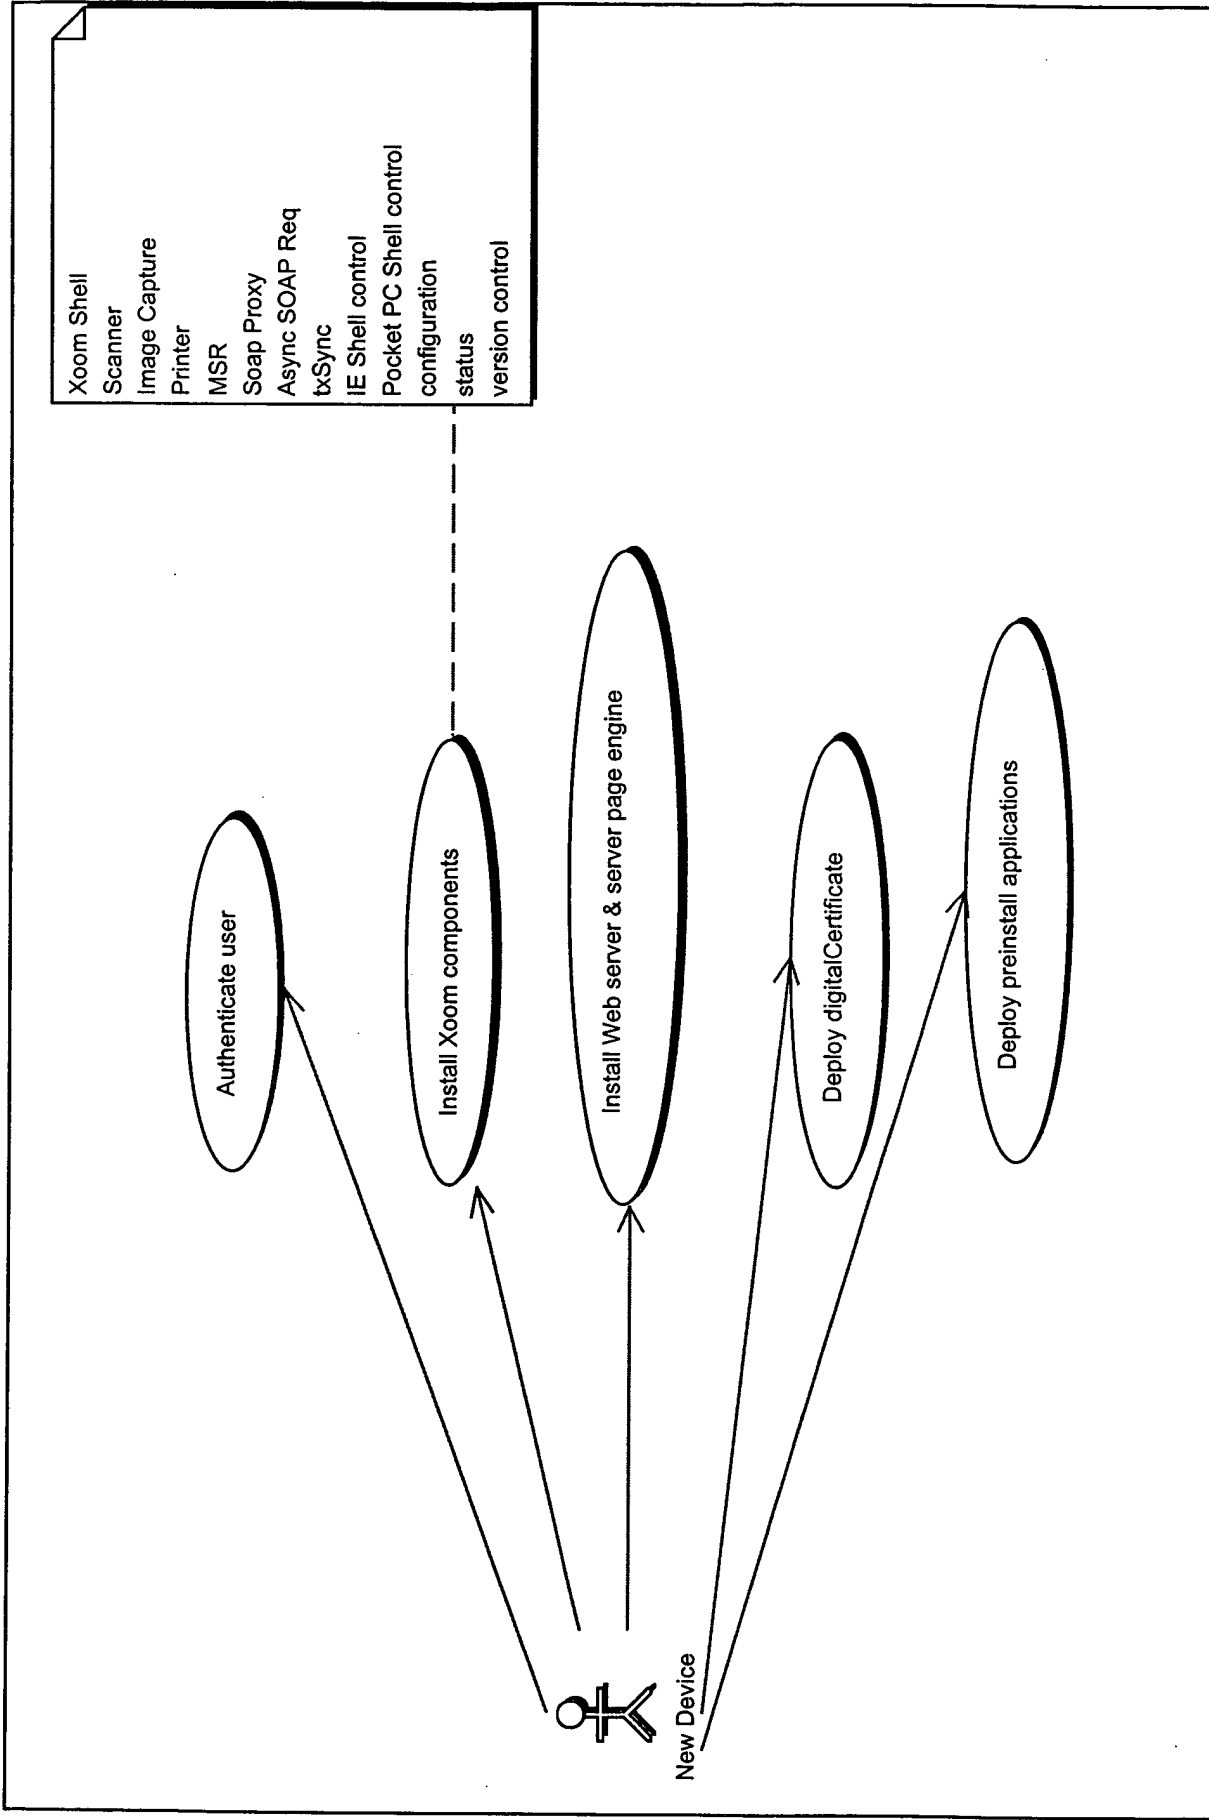 Xoom Shell
Scanner
Image Capture
Printer
MSR
Soap Proxy
Async SOAP Req
txSync
IE Shell control
Pocket PC Shell control
configuration
status
version control
Authenticate user
Install Xoom components
Install Web server & server page engine
Deploy digitalCertificate
Deploy preinstall applications
New Device